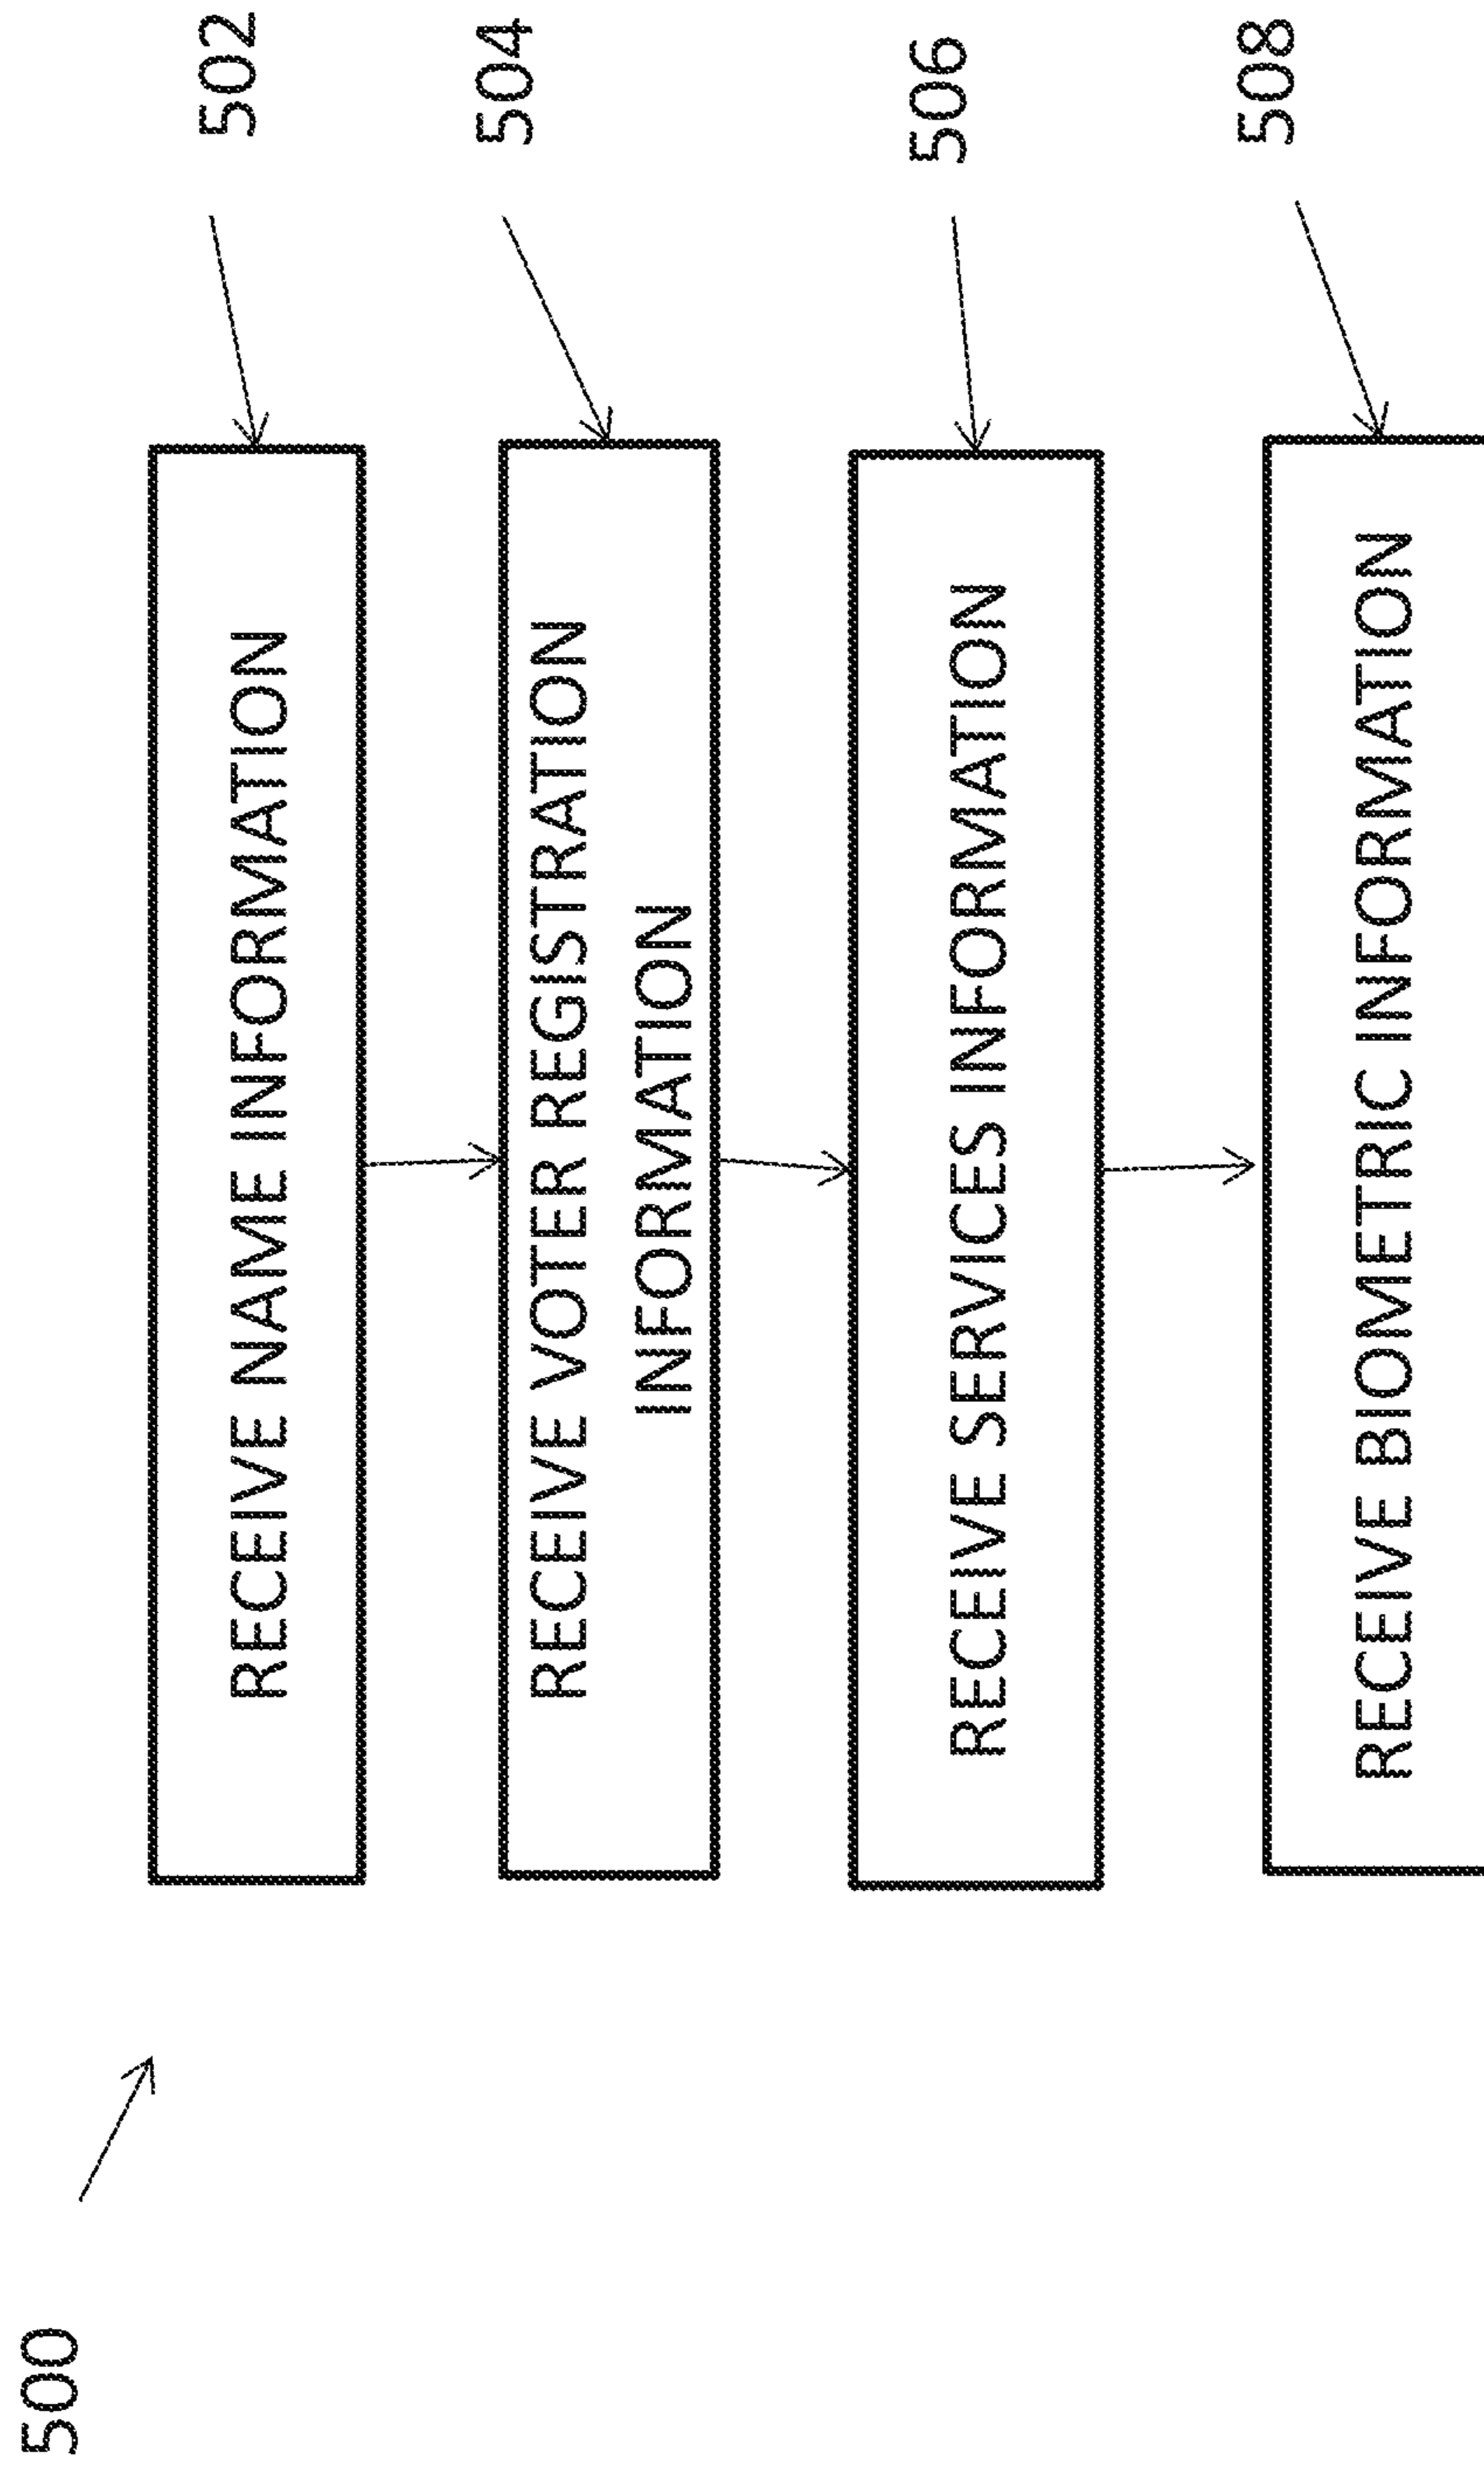 500
RECEIVE NAME INFORMATION
502
RECEIVE VOTER REGISTRATION
INFORMATION
504
RECEIVE SERVICES INFORMATION
506
RECEIVE BIOMETRIC INFORMATION
508